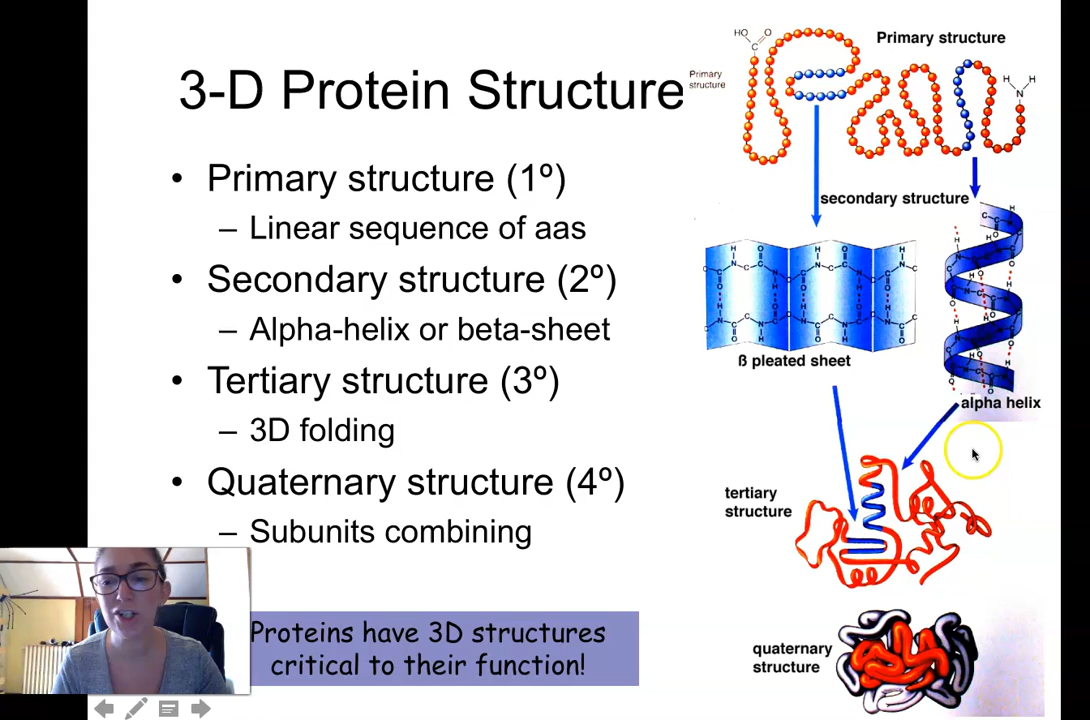 3-D Protein Structure
• Primary structure (1º)
– Linear sequence of aas
• Secondary structure (2º)
– Alpha-helix or beta-sheet
• Tertiary structure (3º)
– 3D folding
• Quaternary structure (4º)
– Subunits combining
Proteins have 3D structures
critical to their function!
Primary structure
Primary
structure
HO
O
C
H H
N
secondary structure
ß pleated sheet
alpha helix
tertiary
structure
quaternary
structure